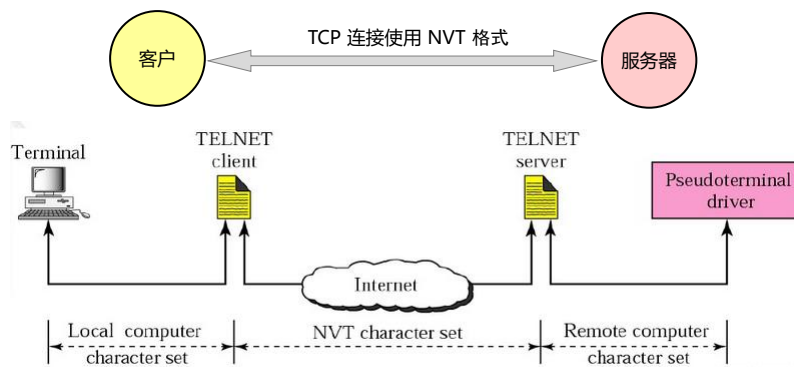 TCP 连接使用 NVT 格式
客户
服务器
Terminal
TELNET
client
TELNET
server
Pseudoterminal
driver
Internet
Local computer
character set
NVT character set
Remote computer
character set